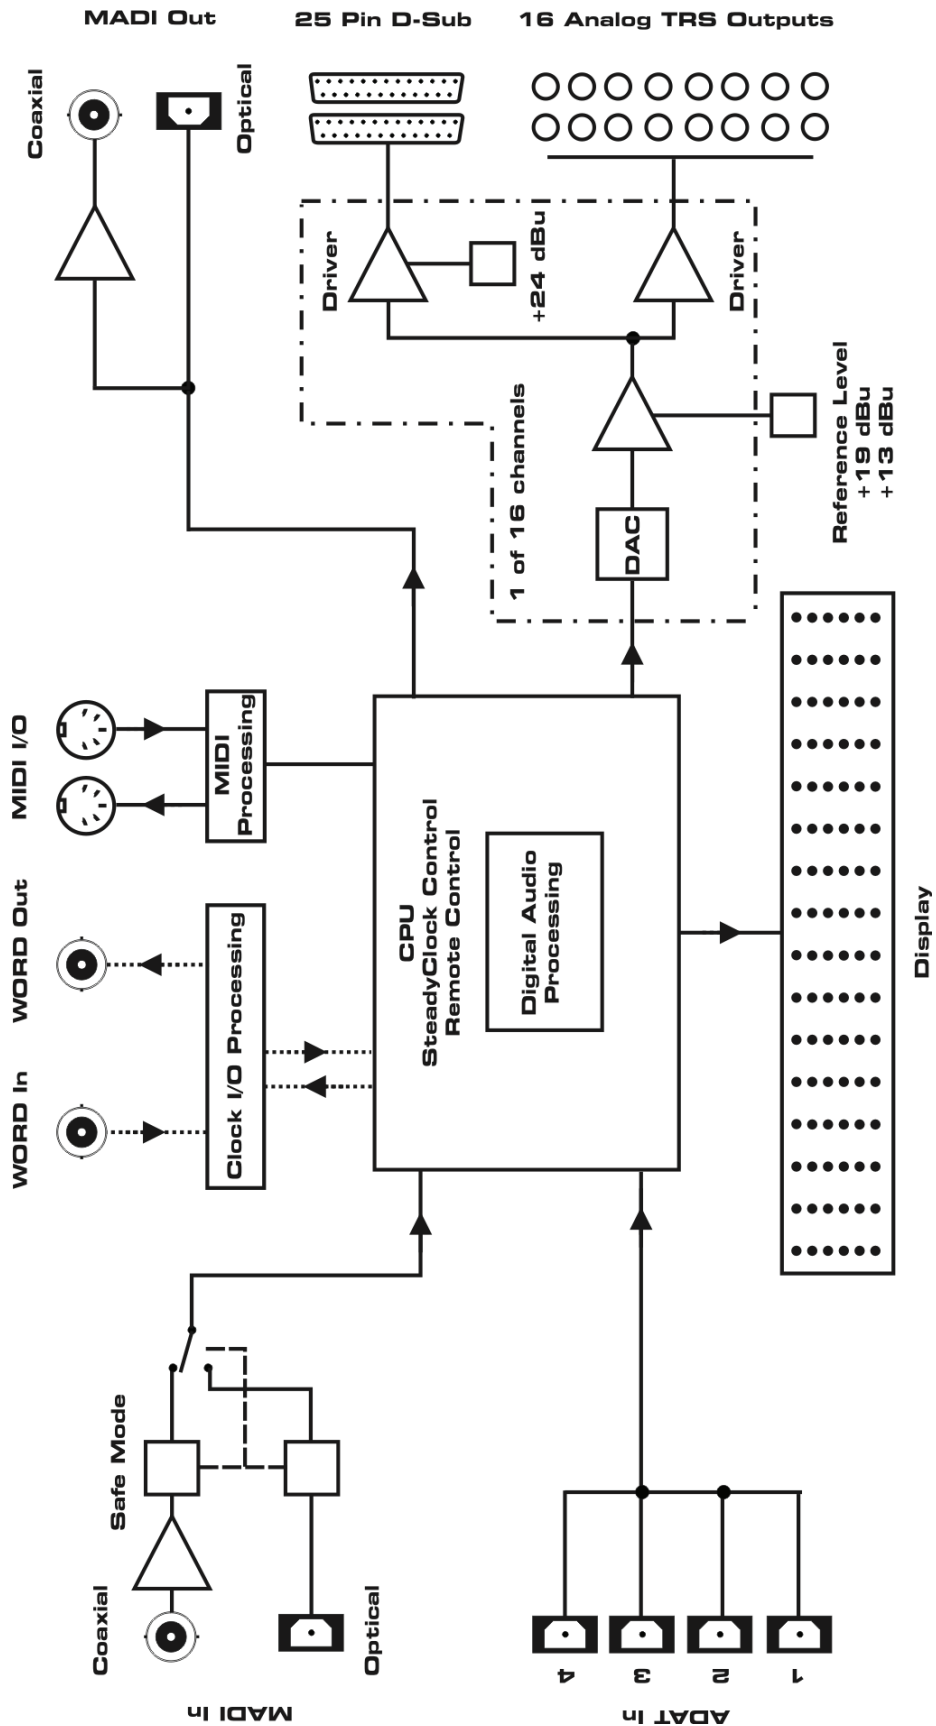 MADI Out
25 Pin D-Sub
16 Analog TRS Outputs
Coaxial
Optical
Driver
+24 dBu
Driver
1 of 16 channels
DAC
Reference Level
+19 dBu
+13 dBu
MIDI I/O
MIDI
Processing
WORD Out
WORD In
Clock I/O Processing
CPU
SteadyClock Control
Remote Control
Digital Audio
Processing
Display
Safe Mode
Coaxial
Optical
MADI In
4
3
2
1
ADAT In